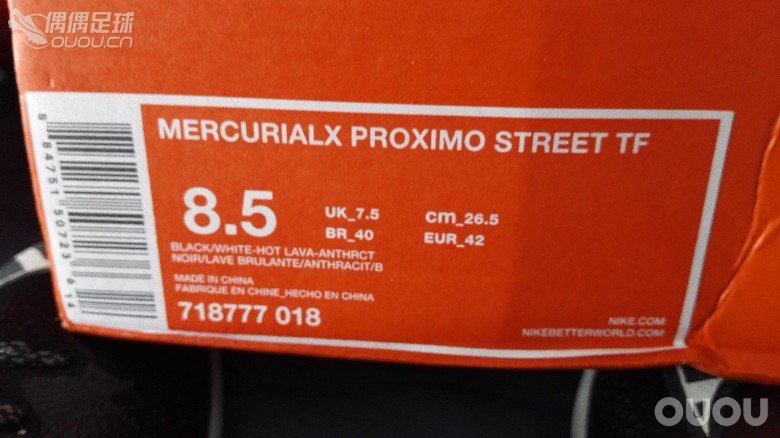 偶偶足球
OUOU.CN
MERCURIALX PROXIMO STREET TF
8.5
UK_7.5 CM_26.5
BR_40 EUR_42
BLACK/WHITE-HOT LAVA-ANTHRCT
NOIR/LAVE BRULANTE/ANTHRACIT/B
MADE IN CHINA
FABRIQUE EN CHINE_HECHO EN CHINA
718777 018
NIKE.COM
NIKEBETTERWORLD.COM
OUOU